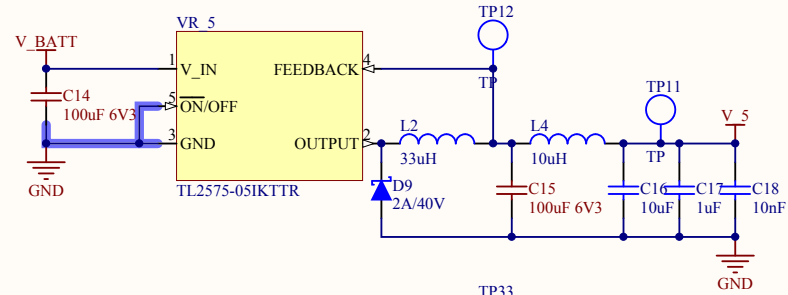 TP12
VR_5
V_BATT
1
V_IN
FEEDBACK
4
TP
TP11
C14
100uF 6V3
5
ON/OFF
V_5
3
GND
OUTPUT
2
L2
33uH
L4
10uH
TP
GND
TL2575-05IKTTR
D9
2A/40V
C15
100uF 6V3
C16
10uF
C17
1uF
C18
10nF
GND
TP33